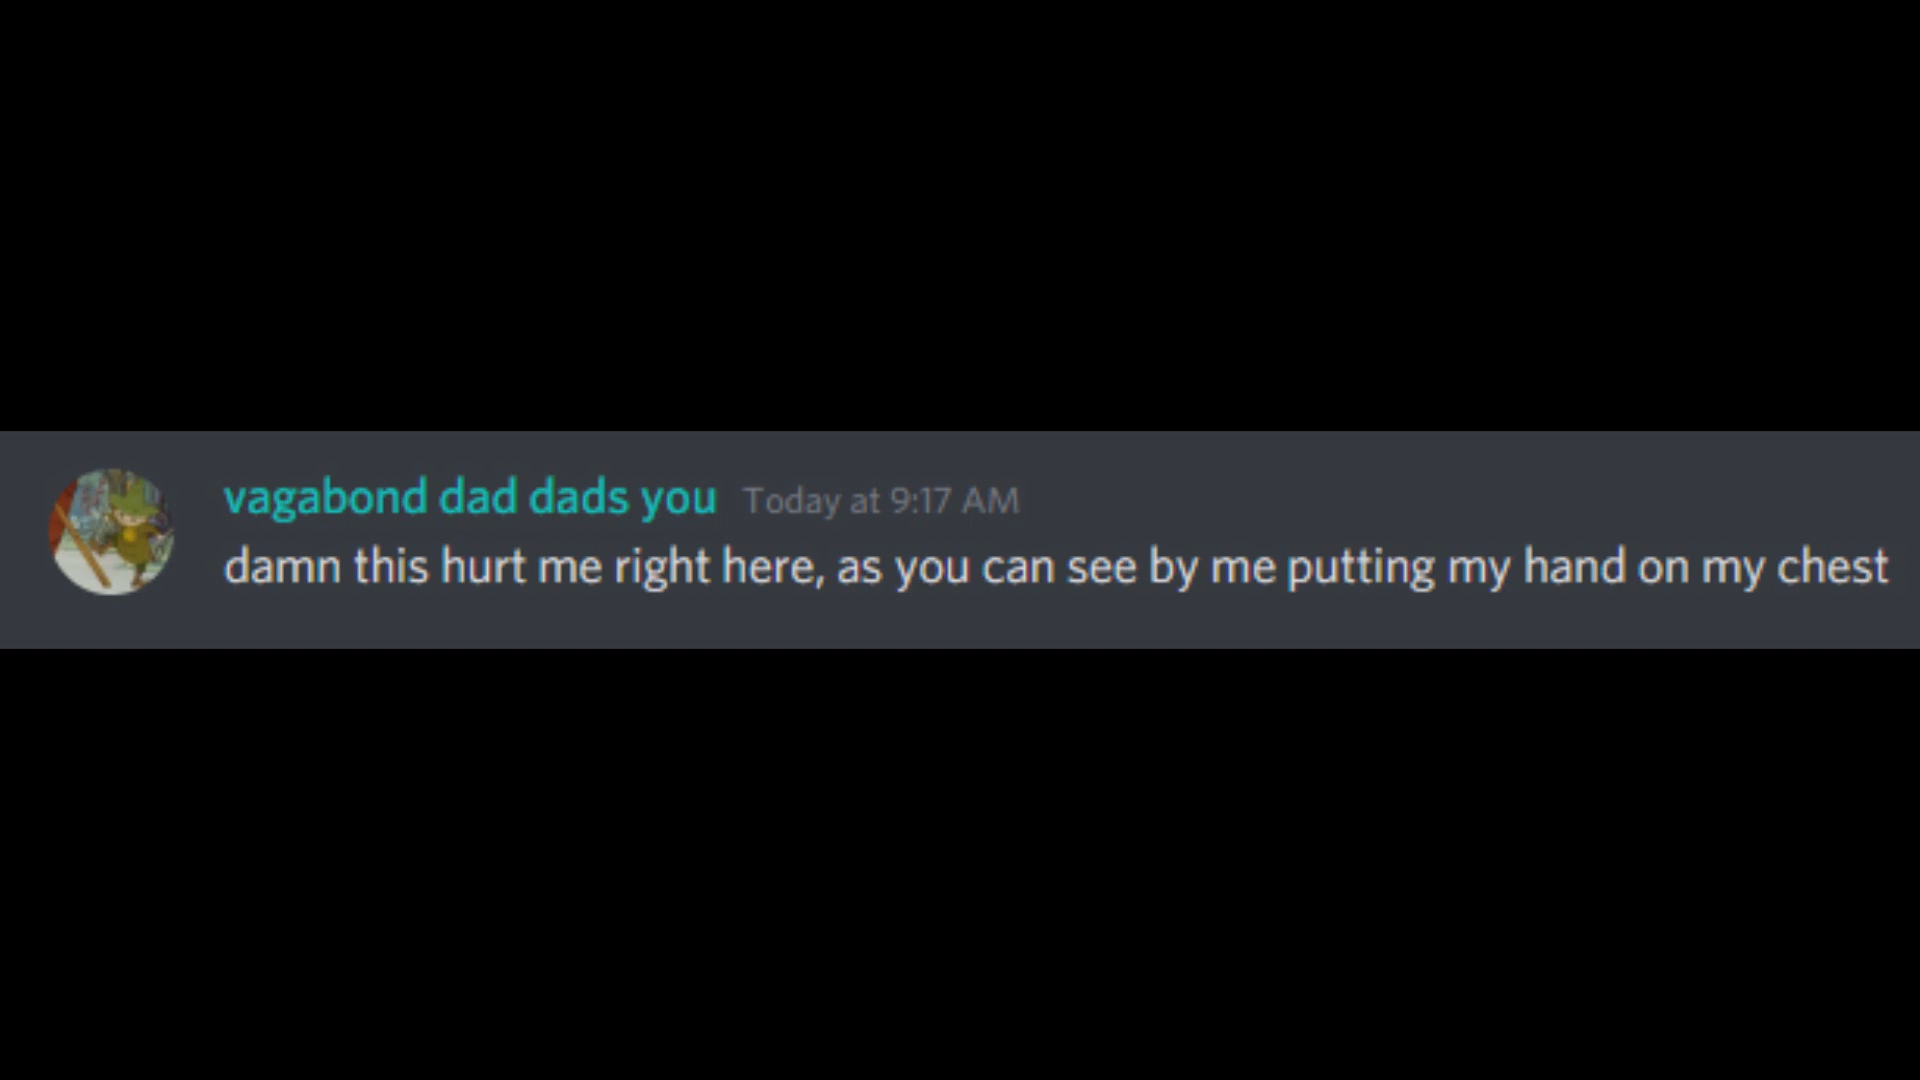 vagabond dad dads you Today at 9:17 AM
damn this hurt me right here, as you can see by me putting my hand on my chest